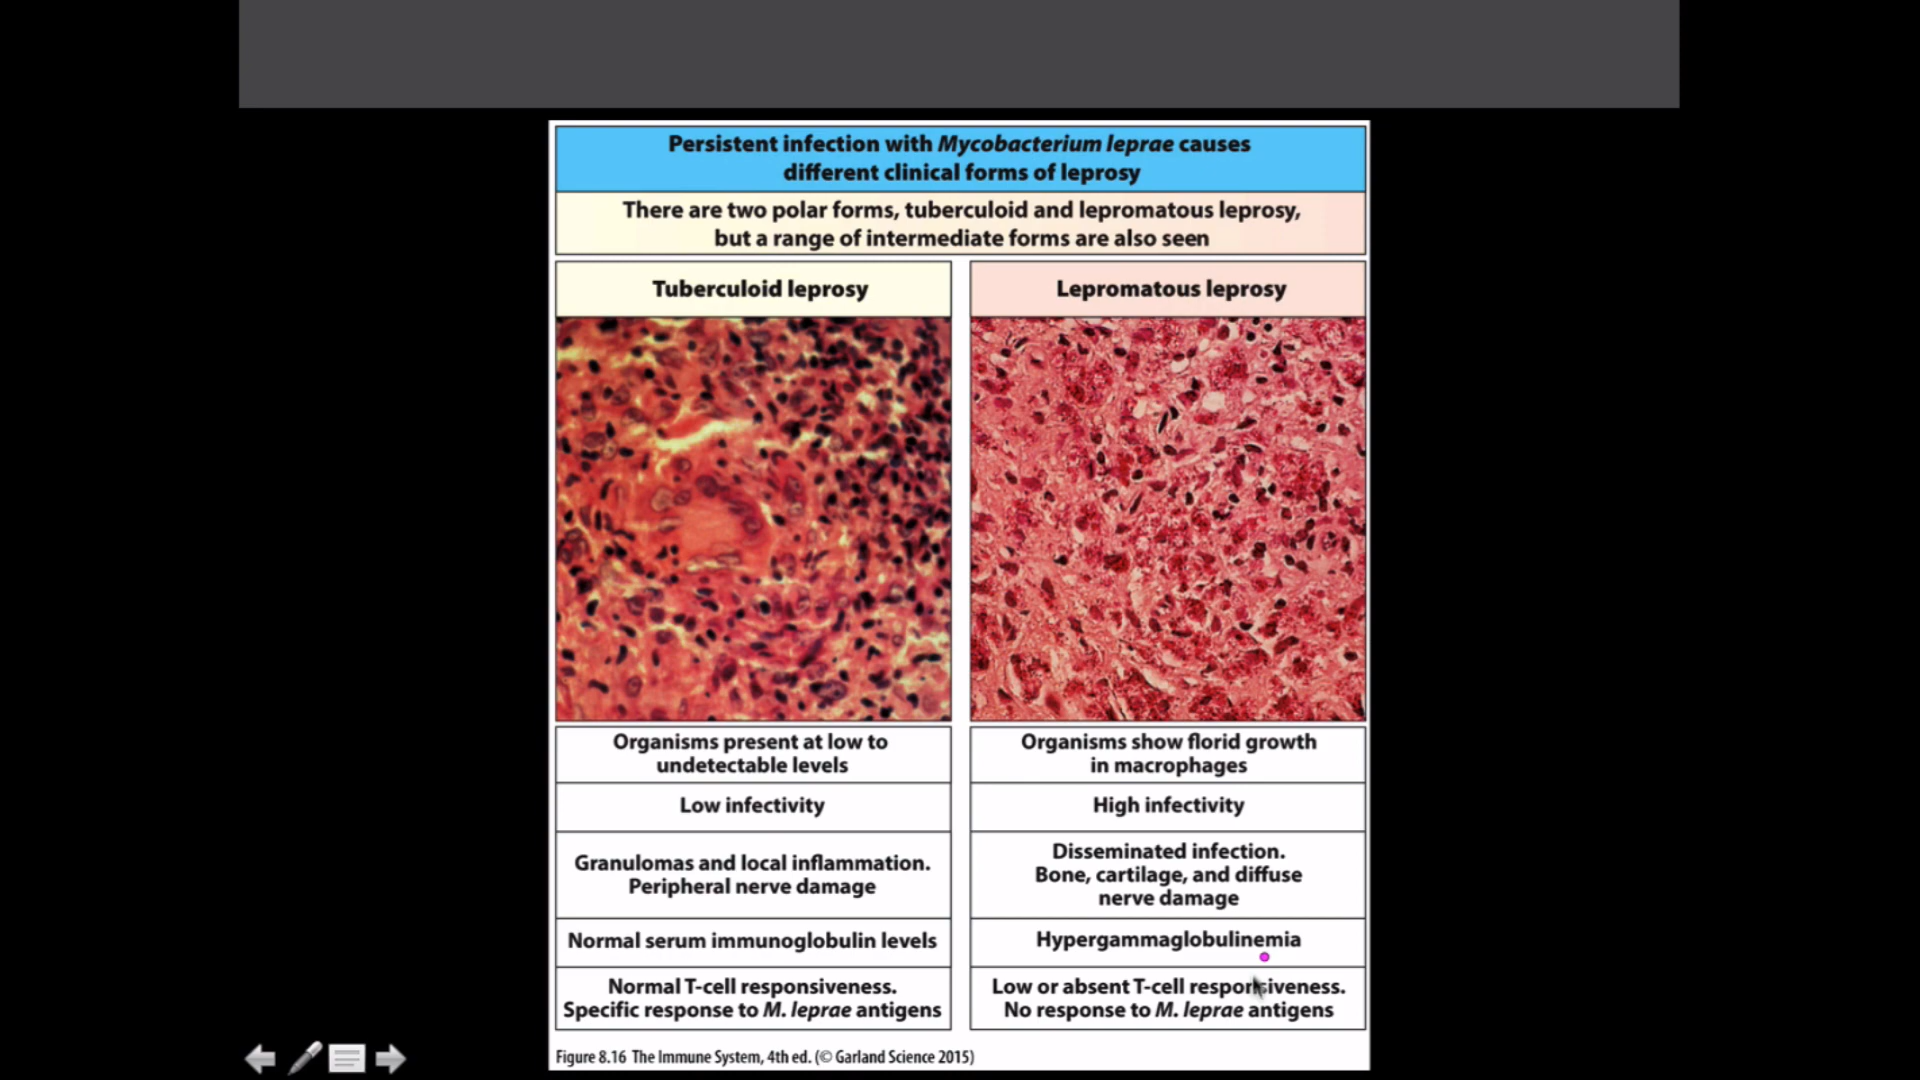 Persistent infection with Mycobacterium leprae causes
different clinical forms of leprosy
There are two polar forms, tuberculoid and lepromatous leprosy,
but a range of intermediate forms are also seen
Tuberculoid leprosy
Lepromatous leprosy
Organisms present at low to
undetectable levels
Organisms show florid growth
in macrophages
Low infectivity
High infectivity
Granulomas and local inflammation.
Peripheral nerve damage
Disseminated infection.
Bone, cartilage, and diffuse
nerve damage
Normal serum immunoglobulin levels
Hypergammaglobulinemia
Normal T-cell responsiveness.
Specific response to M. leprae antigens
Low or absent T-cell responsiveness.
No response to M. leprae antigens
Figure 8.16 The Immune System, 4th ed. (© Garland Science 2015)